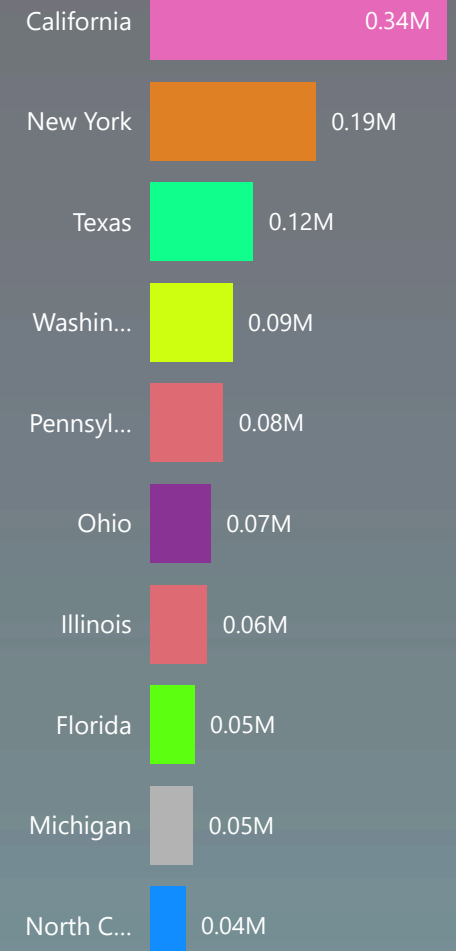 California 0.34M
New York 0.19M
Texas 0.12M
Washin... 0.09M
Pennsyl... 0.08M
Ohio 0.07M
Illinois 0.06M
Florida 0.05M
Michigan 0.05M
North C... 0.04M